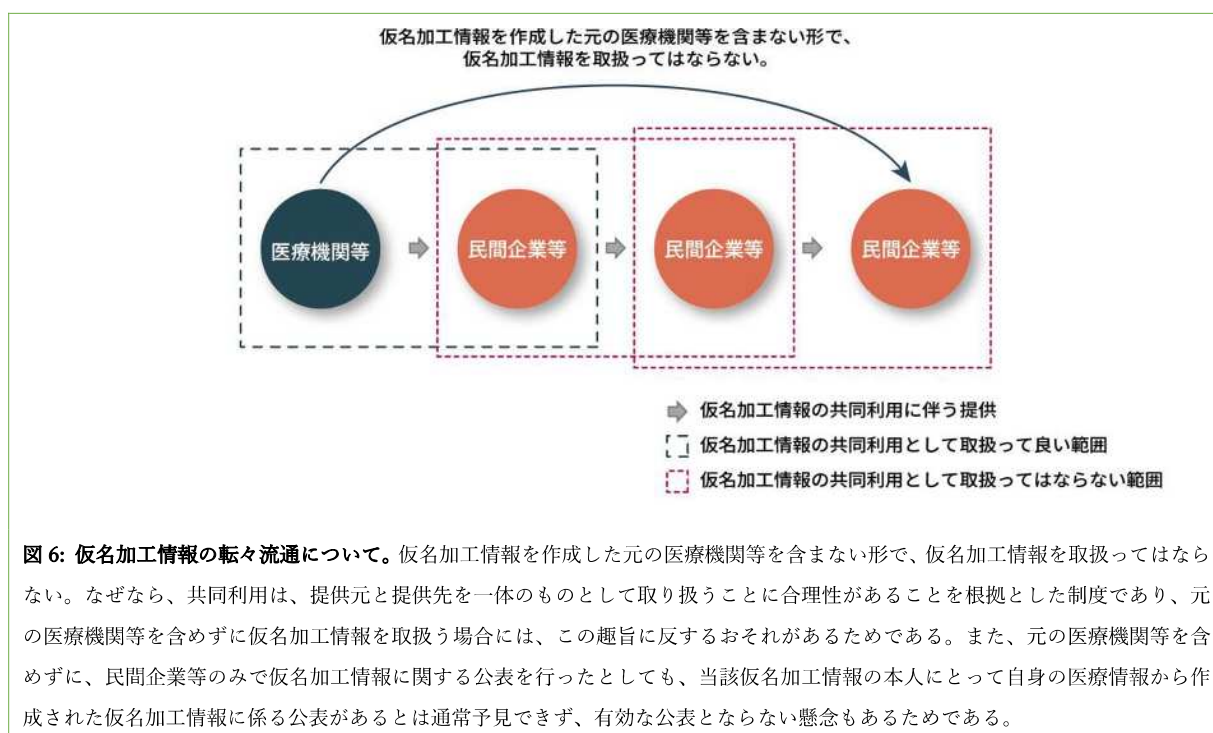 仮名加工情報を作成した元の医療機関等を含まない形で、
仮名加工情報を取扱ってはならない。
医療機関等
民間企業等
民間企業等
民間企業等
仮名加工情報の共同利用に伴う提供
仮名加工情報の共同利用として取扱って良い範囲
仮名加工情報の共同利用として取扱ってはならない範囲
図 6: 仮名加工情報の転々流通について。仮名加工情報を作成した元の医療機関等を含まない形で、仮名加工情報を取扱ってはなら
ない。なぜなら、共同利用は、提供元と提供先を一体のものとして取り扱うことに合理性があることを根拠とした制度であり、元
の医療機関等を含めずに仮名加工情報を取扱う場合には、この趣旨に反するおそれがあるためである。また、元の医療機関等を含
めずに、民間企業等のみで仮名加工情報に関する公表を行ったとしても、当該仮名加工情報の本人にとって自身の医療情報から作
成された仮名加工情報に係る公表があるとは通常予見できず、有効な公表とならない懸念もあるためである。